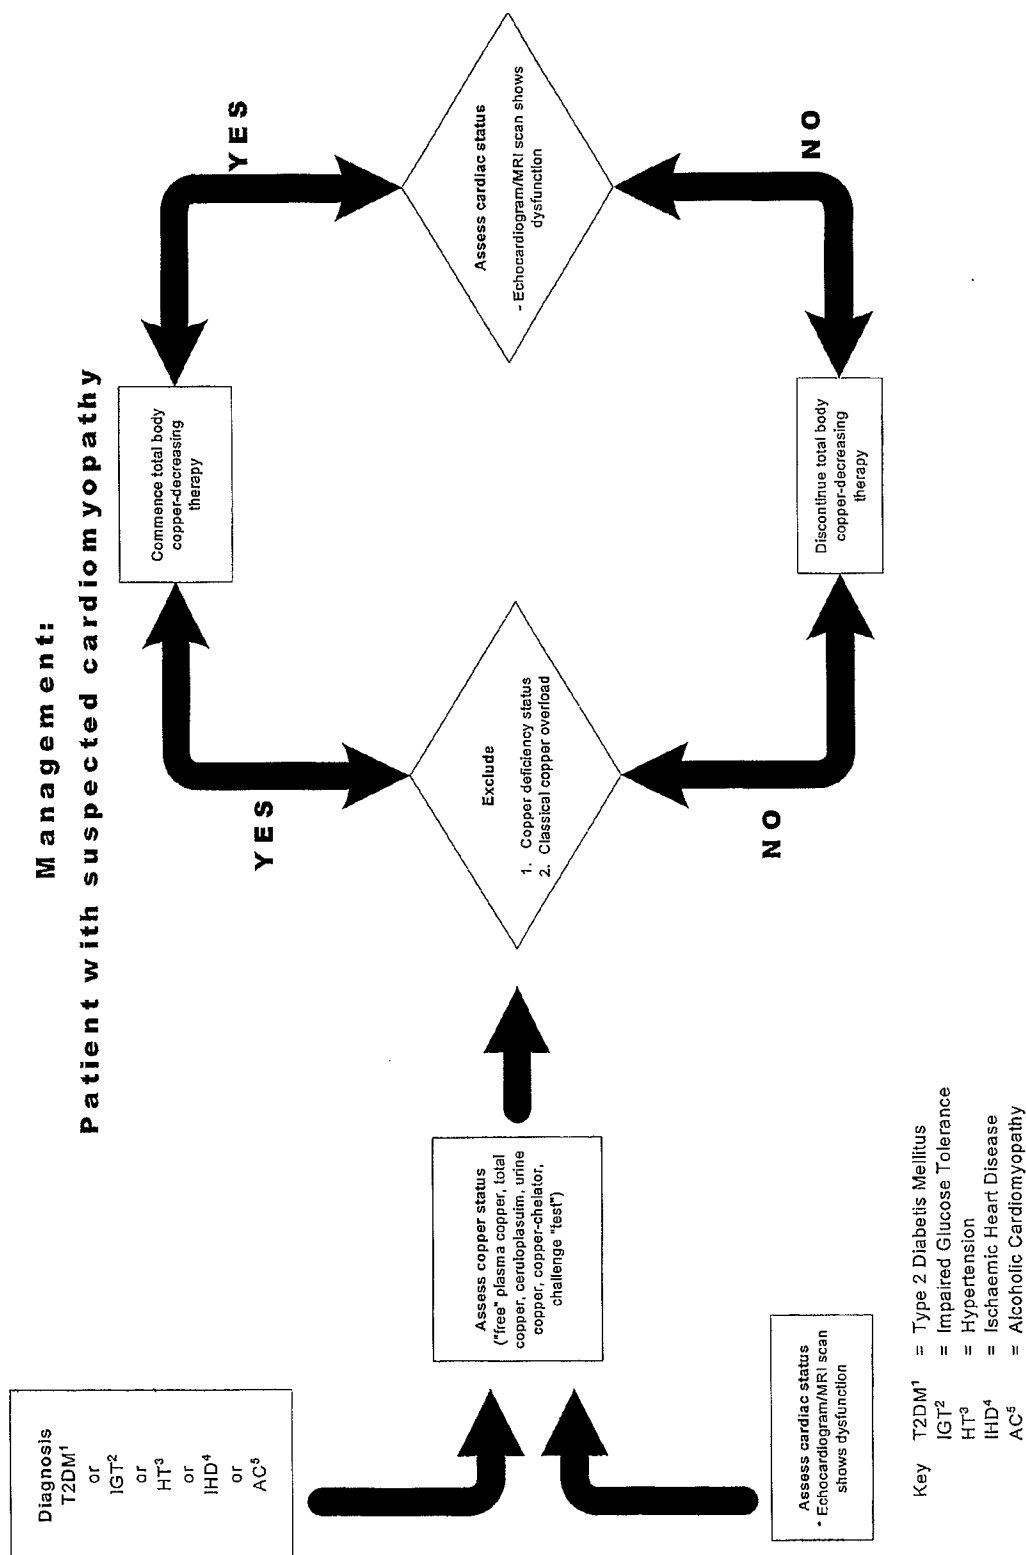 Management:
Patient with suspected cardiomyopathy
Diagnosis
T2DM¹
or
IGT²
or
HT³
or
IHD⁴
or
AC⁵
Assess cardiac status
- Echocardiogram/MRI scan
shows dysfunction
Assess copper status
("free" plasma copper, total
copper, ceruloplasuim, urine
copper, copper-chelator,
challenge "test")
Exclude
1. Copper deficiency status
2. Classical copper overload
YES
NO
Commence total body
copper-decreasing
therapy
Discontinue total body
copper-decreasing
therapy
YES
NO
Assess cardiac status
- Echocardiogram/MRI scan shows
dysfunction
Key T2DM¹ = Type 2 Diabetis Mellitus
IGT² = Impaired Glucose Tolerance
HT³ = Hypertension
IHD⁴ = Ischaemic Heart Disease
AC⁵ = Alcoholic Cardiomyopathy